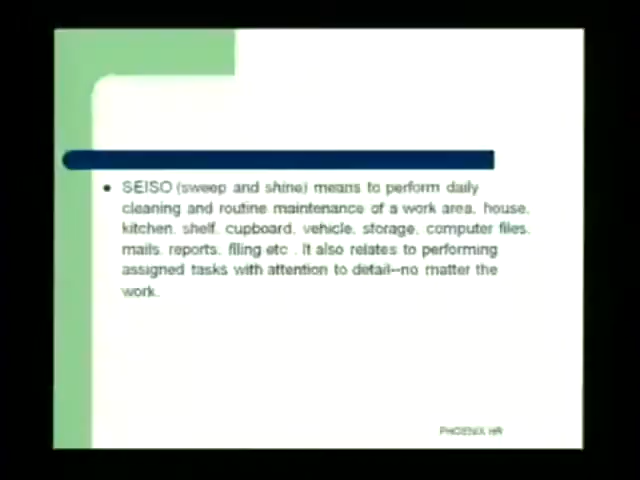 SEISO (sweep and shine) means to perform daily
cleaning and routine maintenance of a work area, house,
kitchen, shelf, cupboard, vehicle, storage, computer files,
mails, reports, filing etc . It also relates to performing
assigned tasks with attention to detail--no matter the
work.
PHOENIX HR